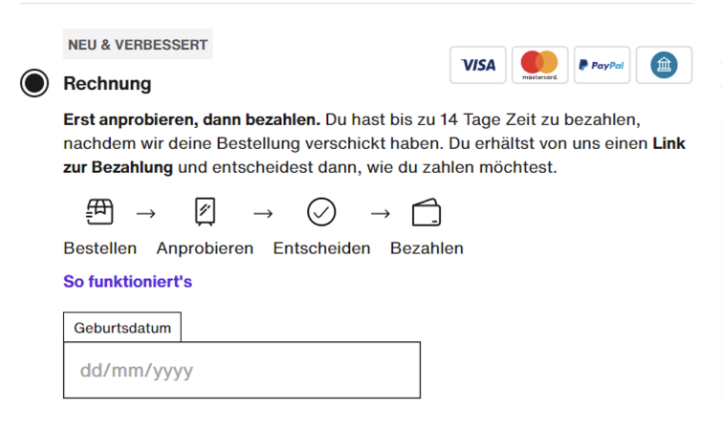 NEU & VERBESSERT
Rechnung
VISA
mastercard
PayPal
Erst anprobieren, dann bezahlen. Du hast bis zu 14 Tage Zeit zu bezahlen,
nachdem wir deine Bestellung verschickt haben. Du erhältst von uns einen Link
zur Bezahlung und entscheidest dann, wie du zahlen möchtest.
Bestellen Anprobieren Entscheiden Bezahlen
So funktioniert's
Geburtsdatum
dd/mm/yyyy